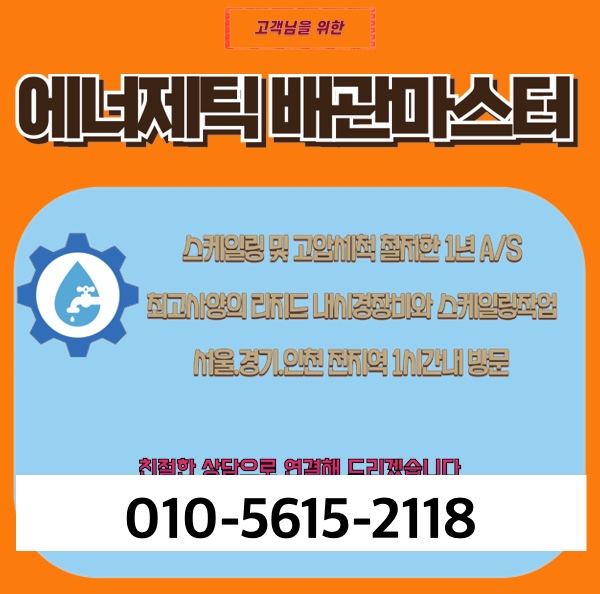 고객님을 위한
에너제틱 배관마스터
스케일링 및 고압세척 철저한 1년 A/S
최고사양의 리지드 내시경장비와 스케일링작업
서울.경기.인천 전지역 1시간내 방문
친절한 상담으로 연결해 드리겠습니다
010-5615-2118